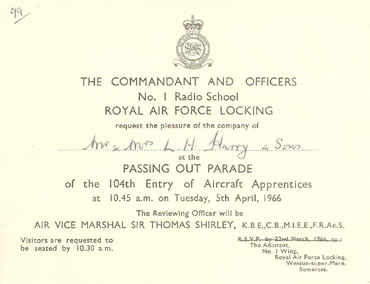 99
THE COMMANDANT AND OFFICERS
No. 1 Radio School
ROYAL AIR FORCE LOCKING
request the pleasure of the company of
Mr & Mrs L. H. Harry & Sons
at the
PASSING OUT PARADE
of the 104th Entry of Aircraft Apprentices
at 10.45 a.m. on Tuesday, 5th April, 1966
The Reviewing Officer will be
AIR VICE MARSHAL SIR THOMAS SHIRLEY, K.B.E.,C.B.,M.I.E.E.,F.R.Ae.S.
Visitors are requested to
be seated by 10.30 a.m.
R.S.V.P. by 22nd March, 1966, to :
The Adjutant,
No. 1 Wing,
Royal Air Force Locking,
Weston-super-Mare,
Somerset.